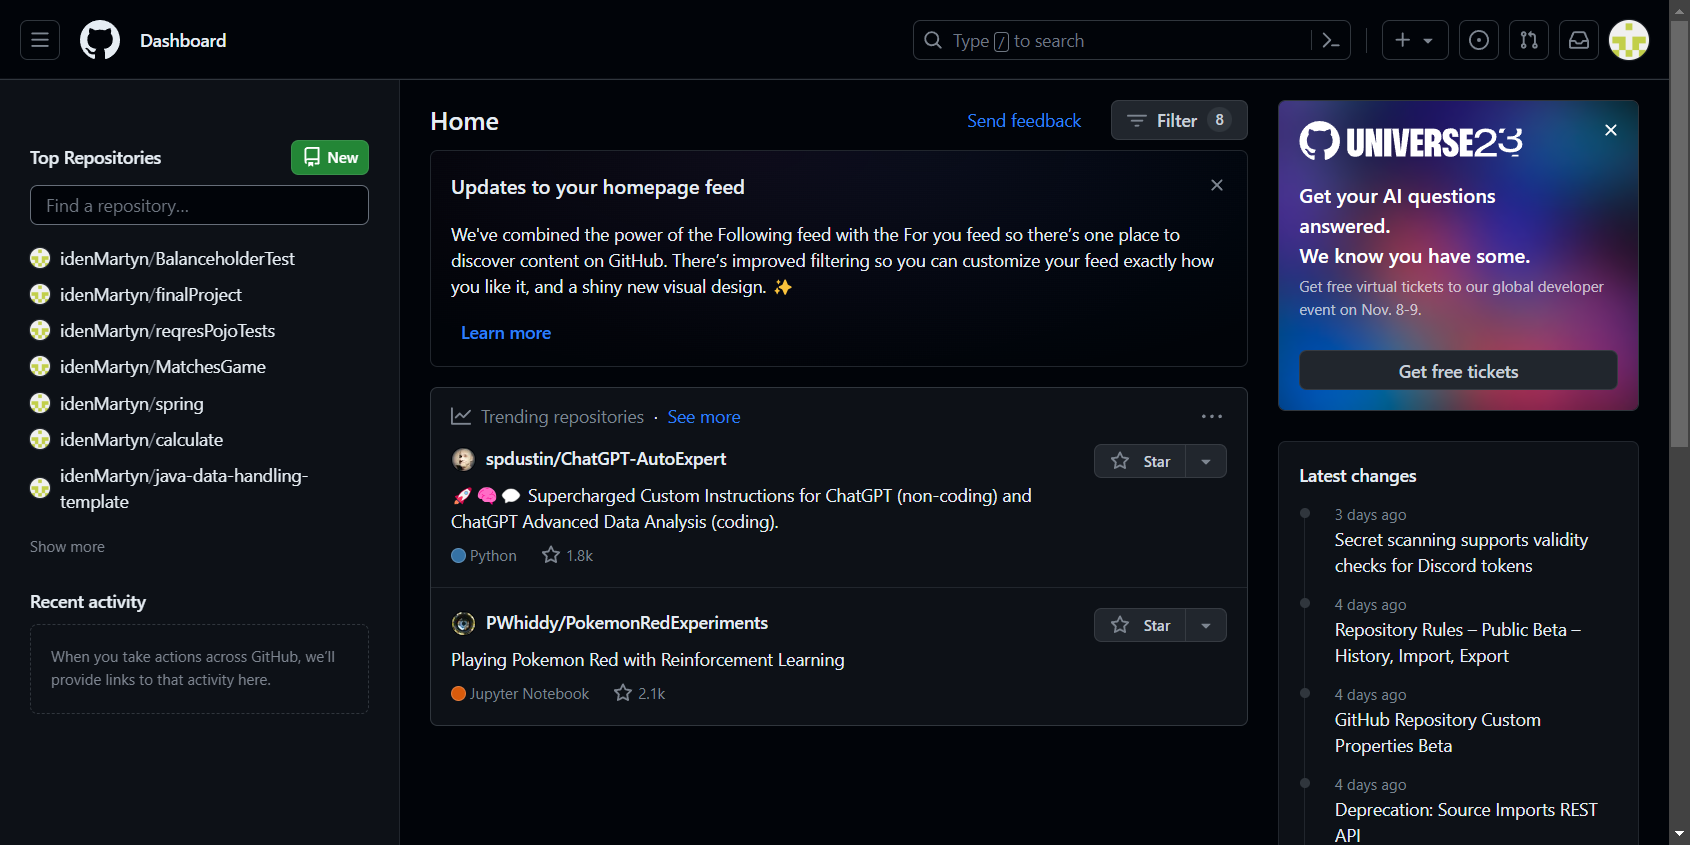 Dashboard
Type / to search
Top Repositories
New
Find a repository…
idenMartyn/BalanceholderTest
idenMartyn/finalProject
idenMartyn/reqresPojoTests
idenMartyn/MatchesGame
idenMartyn/spring
idenMartyn/calculate
idenMartyn/java-data-handling-
template
Show more
Recent activity
When you take actions across GitHub, we’ll
provide links to that activity here.
Home
Send feedback
Filter 8
Updates to your homepage feed
We've combined the power of the Following feed with the For you feed so there’s one place to
discover content on GitHub. There’s improved filtering so you can customize your feed exactly how
you like it, and a shiny new visual design. ✨
Learn more
Trending repositories · See more
spdustin/ChatGPT-AutoExpert
Star
🚀🧠💬 Supercharged Custom Instructions for ChatGPT (non-coding) and
ChatGPT Advanced Data Analysis (coding).
Python 1.8k
PWhiddy/PokemonRedExperiments
Star
Playing Pokemon Red with Reinforcement Learning
Jupyter Notebook 2.1k
UNIVERSE23
Get your AI questions
answered.
We know you have some.
Get free virtual tickets to our global developer
event on Nov. 8-9.
Get free tickets
Latest changes
3 days ago
Secret scanning supports validity
checks for Discord tokens
4 days ago
Repository Rules – Public Beta –
History, Import, Export
4 days ago
GitHub Repository Custom
Properties Beta
4 days ago
Deprecation: Source Imports REST
API